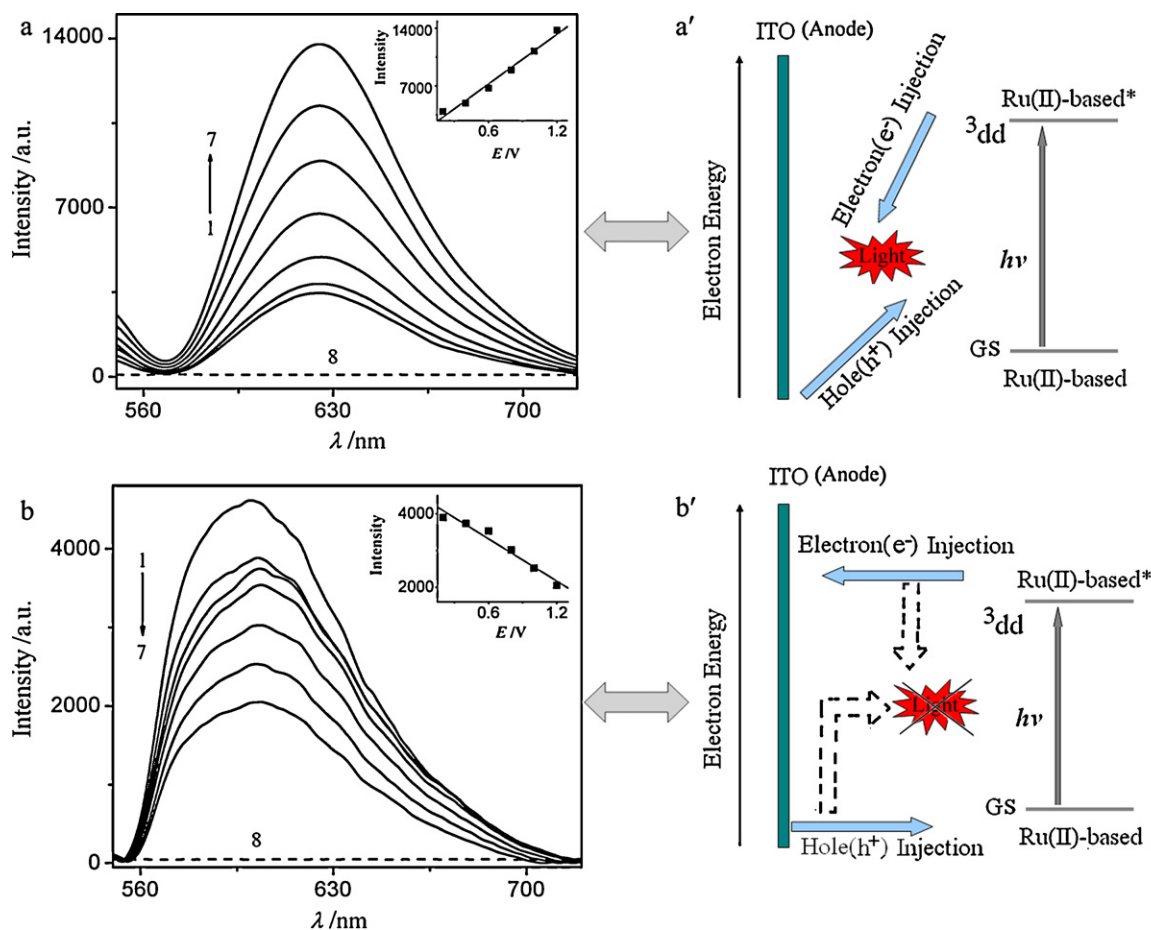 a
14000
7000
0
Intensity /a.u.
7
1
8
560
630
700
λ /nm
14000
7000
Intensity
0.6
1.2
E /V
a′
ITO (Anode)
Electron Energy
Electron(e⁻) Injection
Light
Hole(h⁺) Injection
Ru(II)-based*
³dd
hν
GS
Ru(II)-based
b
4000
2000
0
Intensity /a.u.
1
7
8
560
630
700
λ /nm
4000
2000
Intensity
0.6
1.2
E /V
b′
ITO (Anode)
Electron Energy
Electron(e⁻) Injection
Light
Hole(h⁺) Injection
Ru(II)-based*
³dd
hν
GS
Ru(II)-based